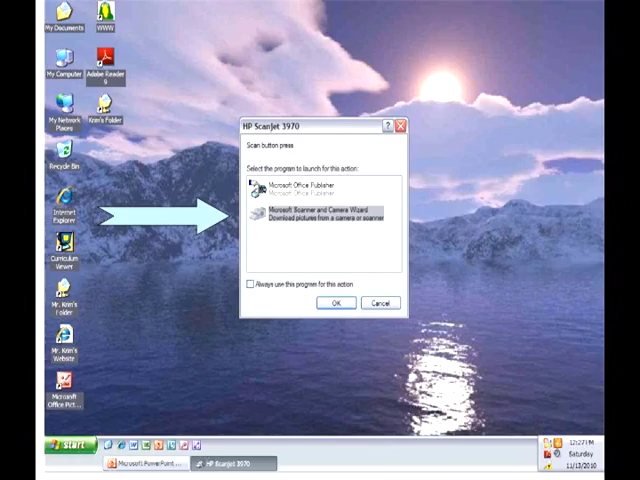 My Documents
WWW
My Computer
Adobe Reader
9
My Network
Places
Krin's Folder
Recycle Bin
Internet
Explorer
Curriculum
Viewer
Mr. Krin's
Folder
Mr. Krin's
Website
Microsoft
Office Pict...
HP Scanjet 3970
Scan button press
Select the program to launch for this action:
Microsoft Office Publisher
Microsoft Office Publisher
Microsoft Scanner and Camera Wizard
Download pictures from a camera or scanner
Always use this program for this action
OK
Cancel
start
Microsoft PowerPoint ...
HP Scanjet 3970
12:27 PM
Saturday
11/13/2010